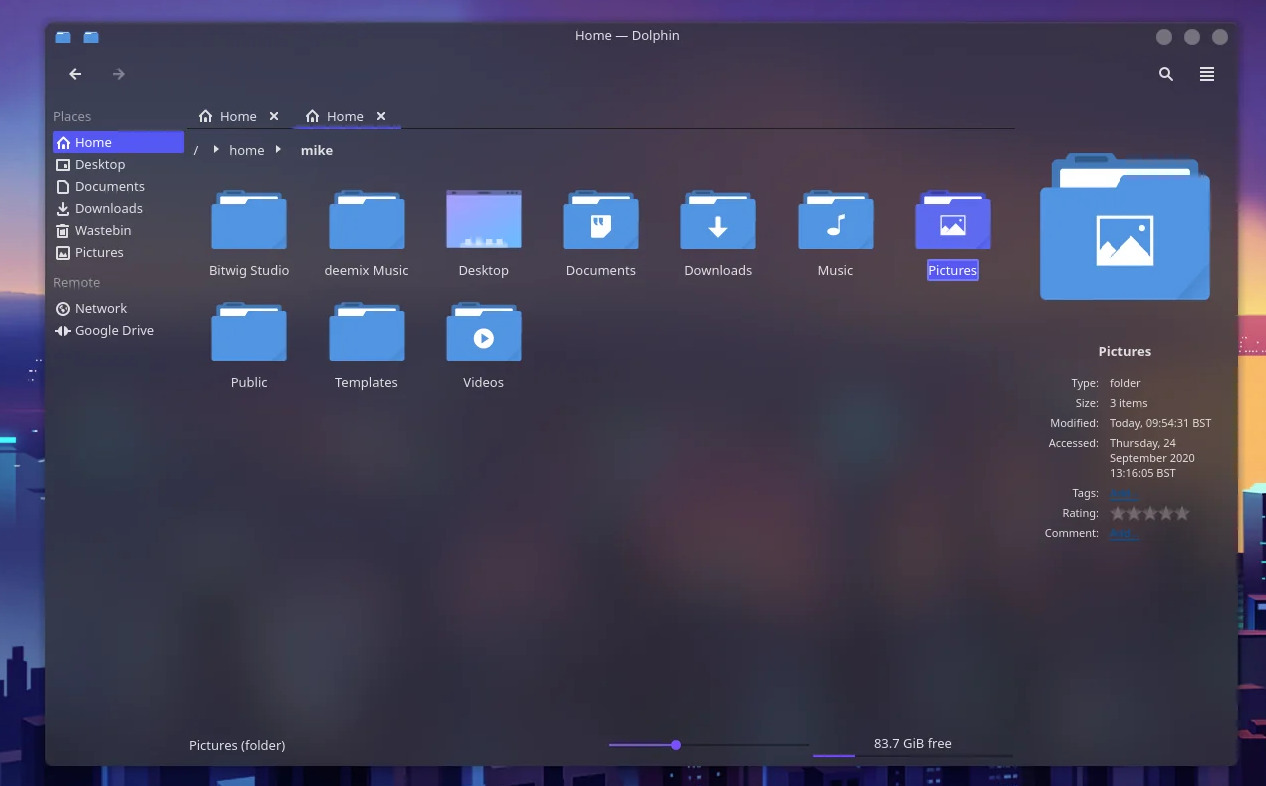 Home — Dolphin
Places
Home
Desktop
Documents
Downloads
Wastebin
Pictures
Remote
Network
Google Drive
Home
Home
/ home mike
Bitwig Studio
deemix Music
Desktop
Documents
Downloads
Music
Pictures
Public
Templates
Videos
Pictures
Type: folder
Size: 3 items
Modified: Today, 09:54:31 BST
Accessed: Thursday, 24
September 2020
13:16:05 BST
Tags: Add...
Rating:
Comment: Add...
Pictures (folder)
83.7 GiB free